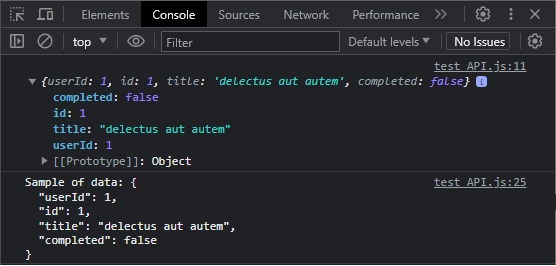 Elements Console Sources Network Performance »
top Filter Default levels No Issues
test API.js:11
{userId: 1, id: 1, title: 'delectus aut autem', completed: false} i
completed: false
id: 1
title: "delectus aut autem"
userId: 1
[[Prototype]]: Object
Sample of data: { test API.js:25
"userId": 1,
"id": 1,
"title": "delectus aut autem",
"completed": false
}